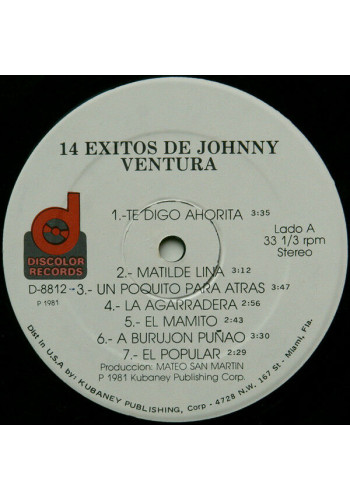 14 EXITOS DE JOHNNY
VENTURA
1.-TE DIGO AHORITA 3:35
Lado A
33 1/3 rpm
Stereo
d
DISCOLOR
RECORDS
2.- MATILDE LINA 3:12
D-8812-3.- UN POQUITO PARA ATRAS 3:47
P 1981
4.- LA AGARRADERA 2:56
5.- EL MAMITO 2:43
6.- A BURUJON PUÑAO 3:30
7.- EL POPULAR 2:29
Produccion: MATEO SAN MARTIN
P 1981 Kubaney Publishing Corp.
Dist in U.S.A by: KUBANEY PUBLISHING, Corp - 4728 N.W. 167 St - Miami, Fla.